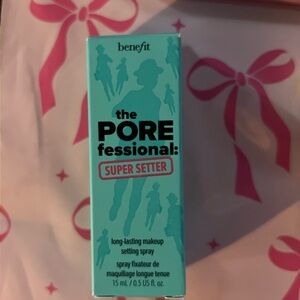 benefit
the
PORE
fessional:
SUPER SETTER
long-lasting makeup
setting spray
spray fixateur de
maquillage longue tenue
15 mL / 0.5 US fl. oz.